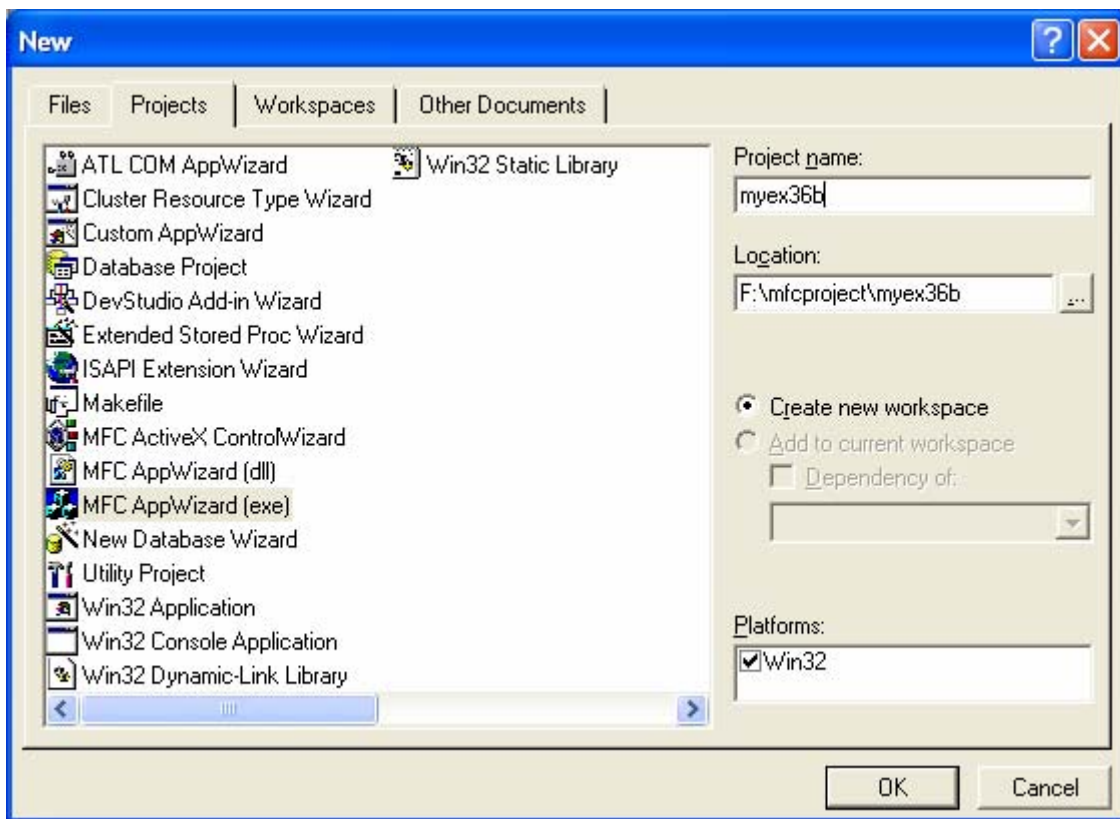 New
Files
Projects
Workspaces
Other Documents
ATL COM AppWizard
Cluster Resource Type Wizard
Custom AppWizard
Database Project
DevStudio Add-in Wizard
Extended Stored Proc Wizard
ISAPI Extension Wizard
Makefile
MFC ActiveX ControlWizard
MFC AppWizard (dll)
MFC AppWizard (exe)
New Database Wizard
Utility Project
Win32 Application
Win32 Console Application
Win32 Dynamic-Link Library
Win32 Static Library
Project name:
myex36b
Location:
F:\mfcproject\myex36b
...
Create new workspace
Add to current workspace
Dependency of:
Platforms:
Win32
OK
Cancel